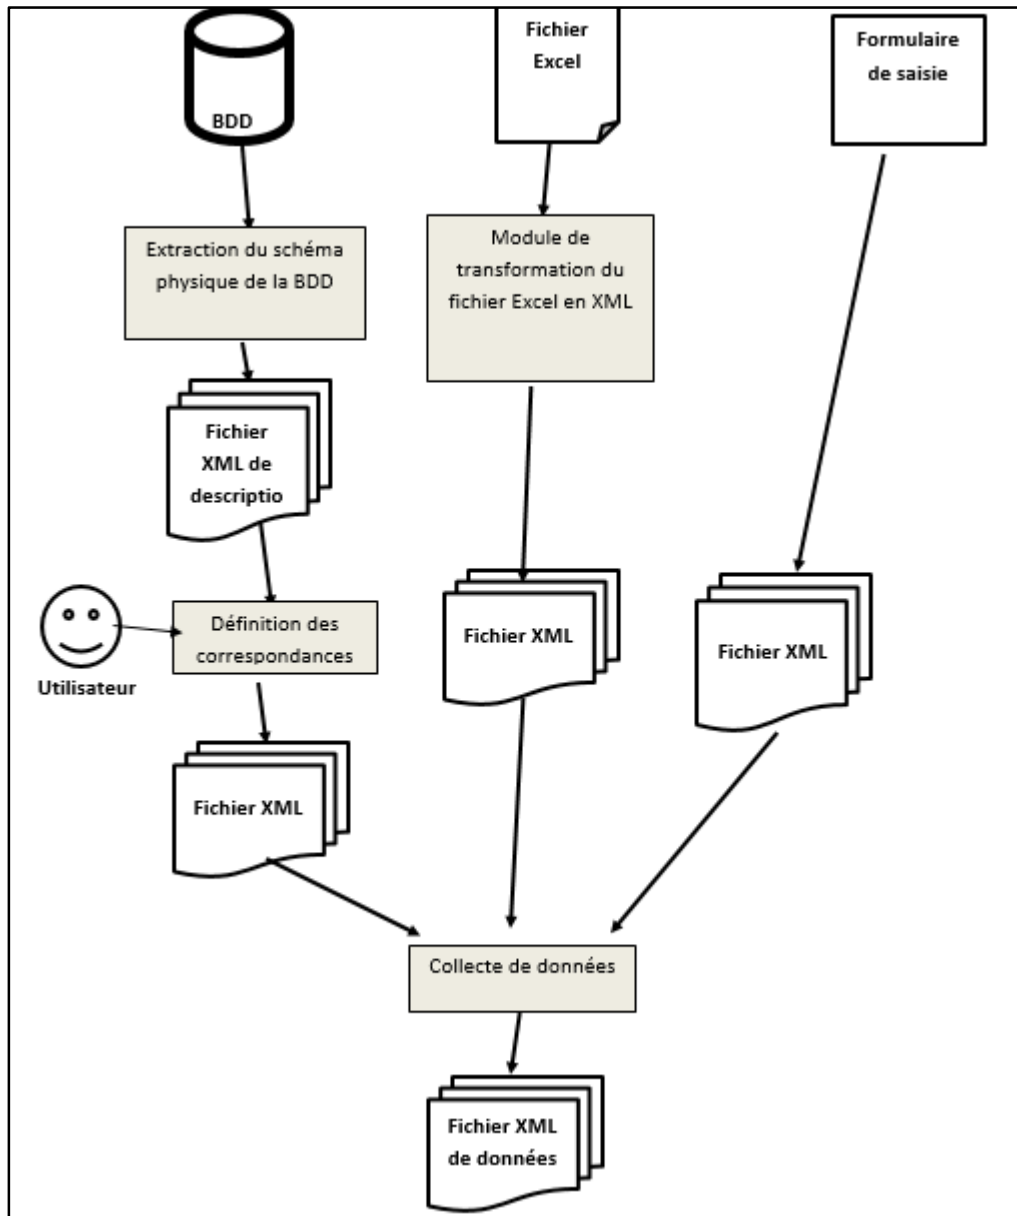 BDD
Fichier
Excel
Formulaire
de saisie
Extraction du schéma
physique de la BDD
Module de
transformation du
fichier Excel en XML
Fichier
XML de
descriptio
Utilisateur
Définition des
correspondances
Fichier XML
Fichier XML
Fichier XML
Collecte de données
Fichier XML
de données